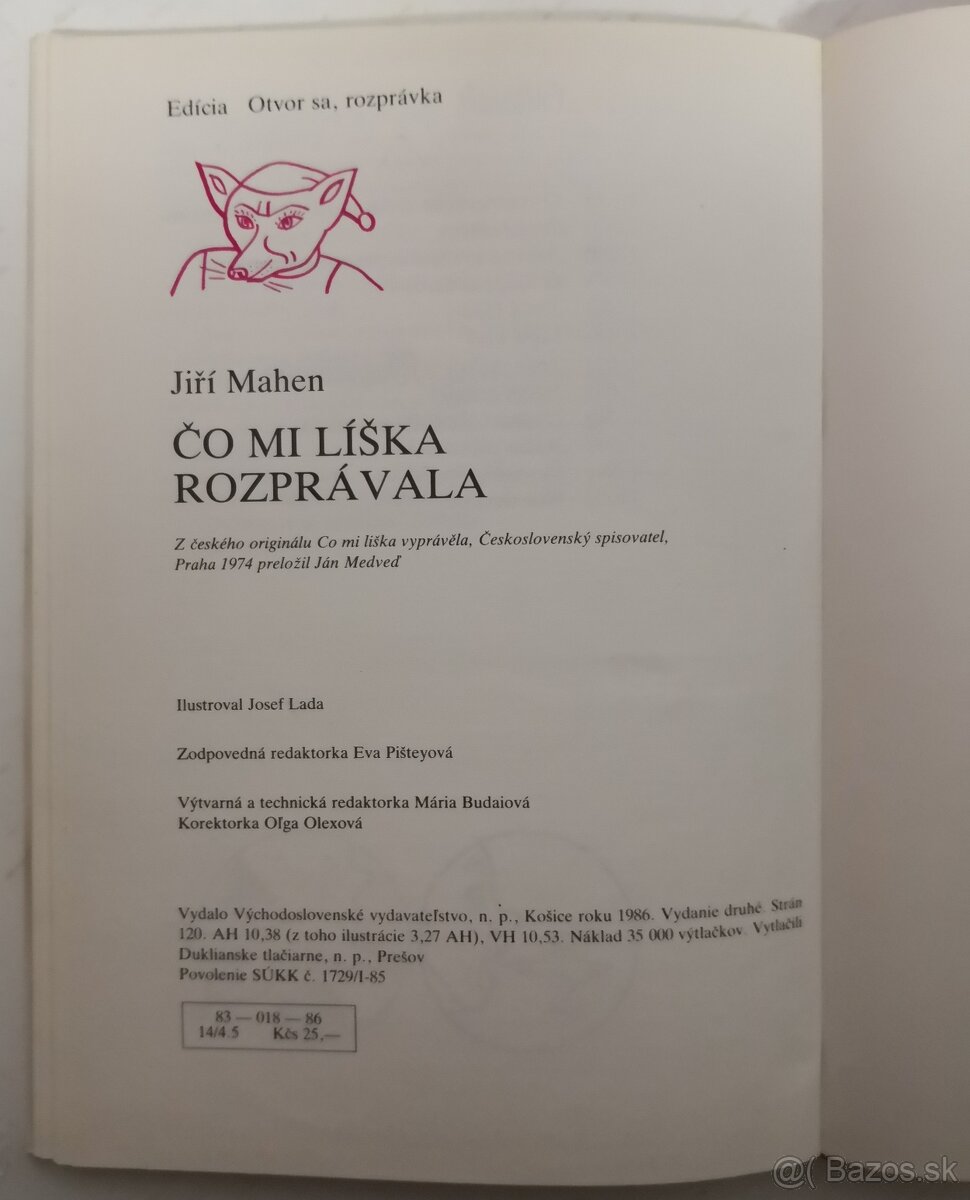 Edícia Otvor sa, rozprávka
Jiří Mahen
ČO MI LÍŠKA
ROZPRÁVALA
Z českého originálu Co mi liška vyprávěla, Československý spisovatel,
Praha 1974 preložil Ján Medveď
Ilustroval Josef Lada
Zodpovedná redaktorka Eva Pišteyová
Výtvarná a technická redaktorka Mária Budaiová
Korektorka Oľga Olexová
Vydalo Východoslovenské vydavateľstvo, n. p., Košice roku 1986. Vydanie druhé. Strán
120. AH 10,38 (z toho ilustrácie 3,27 AH), VH 10,53. Náklad 35 000 výtlačkov. Vytlačili
Duklianske tlačiarne, n. p., Prešov
Povolenie SÚKK č. 1729/I-85
83 — 018 — 86
14/4.5 Kčs 25,—
@( Bazos.sk